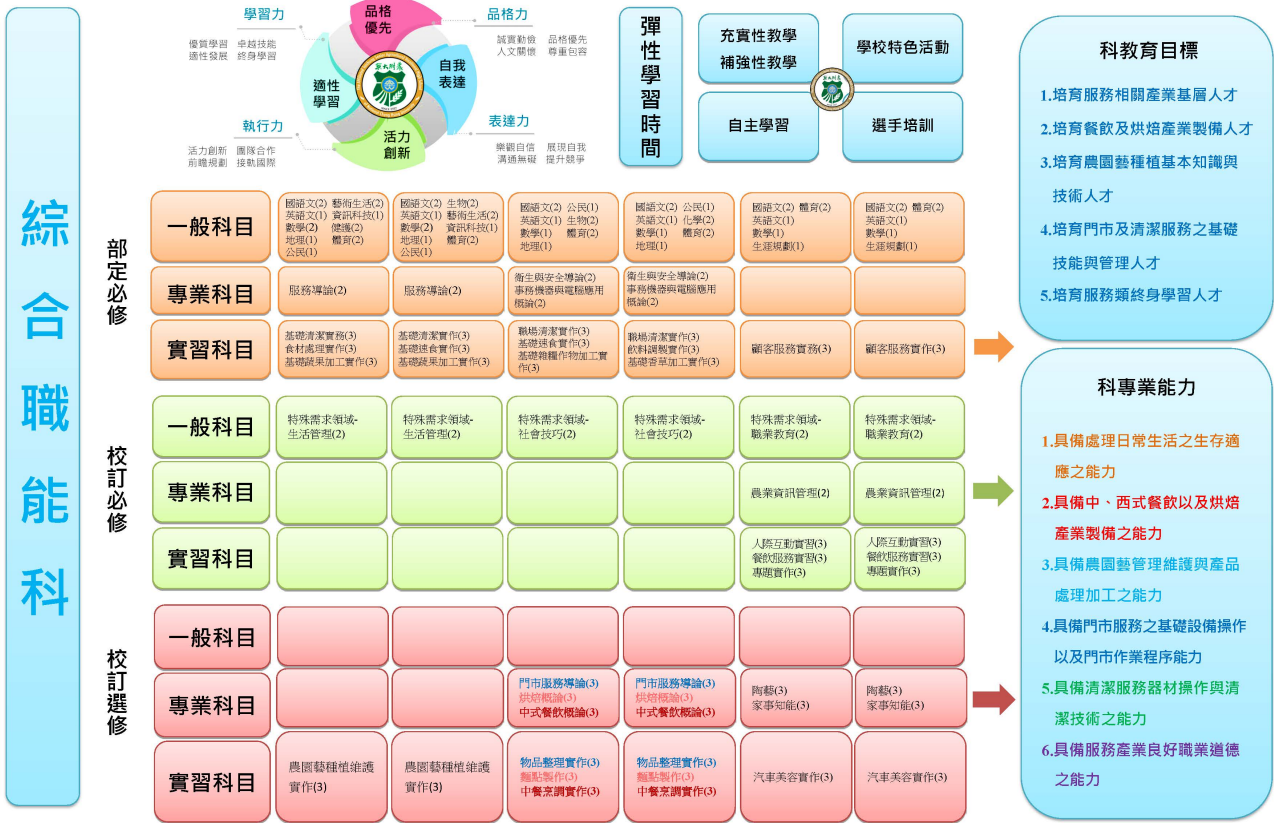 綜合職能科
學習力
優質學習 卓越技能
適性發展 終身學習
品格優先
品格力
誠實勤儉 品格優先
人文關懷 尊重包容
自我表達
適性學習
活力創新
執行力
活力創新 團隊合作
前瞻規劃 接軌國際
表達力
樂觀自信 展現自我
溝通無礙 提升競爭
彈性學習時間
充實性教學
補強性教學
學校特色活動
自主學習
選手培訓
部定必修
一般科目
國語文(2) 藝術生活(2)
英語文(1) 資訊科技(1)
數學(2) 健護(2)
地理(1) 體育(2)
公民(1)
國語文(2) 生物(2)
英語文(1) 藝術生活(2)
數學(2) 資訊科技(1)
地理(1) 體育(2)
公民(1)
國語文(2) 公民(1)
英語文(1) 生物(2)
數學(1) 體育(2)
地理(1)
國語文(2) 公民(1)
英語文(1) 化學(2)
數學(1) 體育(2)
地理(1)
國語文(2) 體育(2)
英語文(1)
數學(1)
生涯規劃(1)
國語文(2) 體育(2)
英語文(1)
數學(1)
生涯規劃(1)
專業科目
服務導論(2)
服務導論(2)
衛生與安全導論(2)
事務機器與電腦應用
概論(2)
衛生與安全導論(2)
事務機器與電腦應用
概論(2)
實習科目
基礎清潔實務(3)
食材處理實作(3)
基礎蔬果加工實作(3)
基礎清潔實作(3)
基礎速食實作(3)
基礎蔬果加工實作(3)
職場清潔實作(3)
基礎速食實作(3)
基礎雜糧作物加工實
作(3)
職場清潔實作(3)
飲料調製實作(3)
基礎香草加工實作(3)
顧客服務實務(3)
顧客服務實作(3)
校訂必修
一般科目
特殊需求領域-
生活管理(2)
特殊需求領域-
生活管理(2)
特殊需求領域-
社會技巧(2)
特殊需求領域-
社會技巧(2)
特殊需求領域-
職業教育(2)
特殊需求領域-
職業教育(2)
專業科目
農業資訊管理(2)
農業資訊管理(2)
實習科目
人際互動實習(3)
餐飲服務實習(3)
專題實作(3)
人際互動實習(3)
餐飲服務實習(3)
專題實作(3)
校訂選修
一般科目
專業科目
門市服務導論(3)
烘焙概論(3)
中式餐飲概論(3)
門市服務導論(3)
烘焙概論(3)
中式餐飲概論(3)
陶藝(3)
家事知能(3)
陶藝(3)
家事知能(3)
實習科目
農園藝種植維護
實作(3)
農園藝種植維護
實作(3)
物品整理實作(3)
麵點製作(3)
中餐烹調實作(3)
物品整理實作(3)
麵點製作(3)
中餐烹調實作(3)
汽車美容實作(3)
汽車美容實作(3)
科教育目標
1.培育服務相關產業基層人才
2.培育餐飲及烘焙產業製備人才
3.培育農園藝種植基本知識與
技術人才
4.培育門市及清潔服務之基礎
技能與管理人才
5.培育服務類終身學習人才
科專業能力
1.具備處理日常生活之生存適
應之能力
2.具備中、西式餐飲以及烘焙
產業製備之能力
3.具備農園藝管理維護與產品
處理加工之能力
4.具備門市服務之基礎設備操作
以及門市作業程序能力
5.具備清潔服務器材操作與清
潔技術之能力
6.具備服務產業良好職業道德
之能力